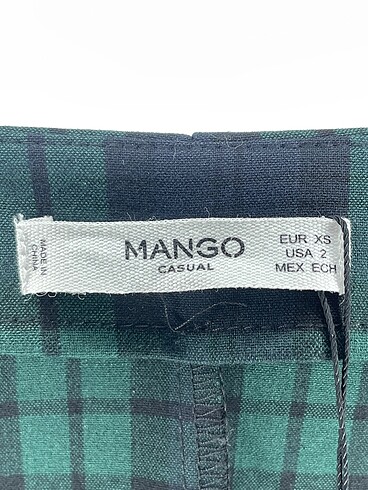 MADE IN
CHINA
MANGO
CASUAL
EUR XS
USA 2
MEX ECH